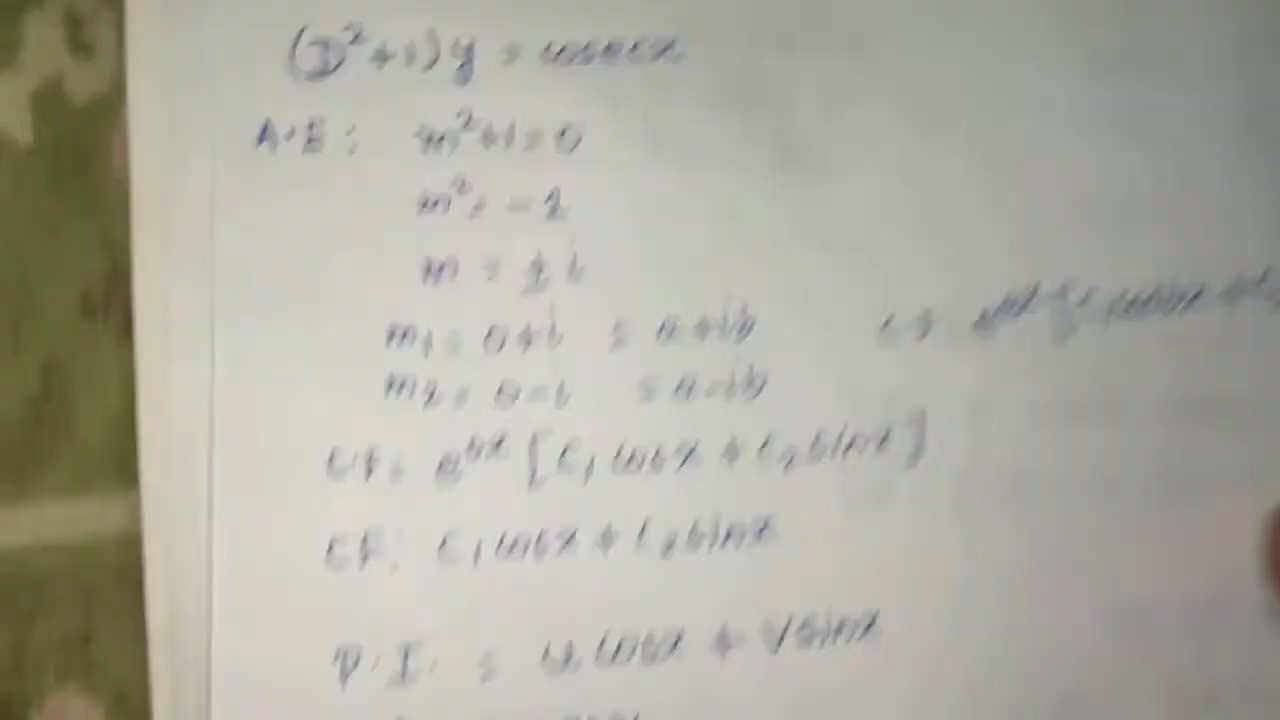 (D²+1)y = cosecx
A.E: m²+1=0
m² = -1
m = ± i
m₁ = 0+i = a+ib
m₂ = 0-i = a-ib
CF = e⁰ˣ [C₁ cosx + C₂ sinx]
CF: C₁ cosx + C₂ sinx
P.I. = u cosx + v sinx